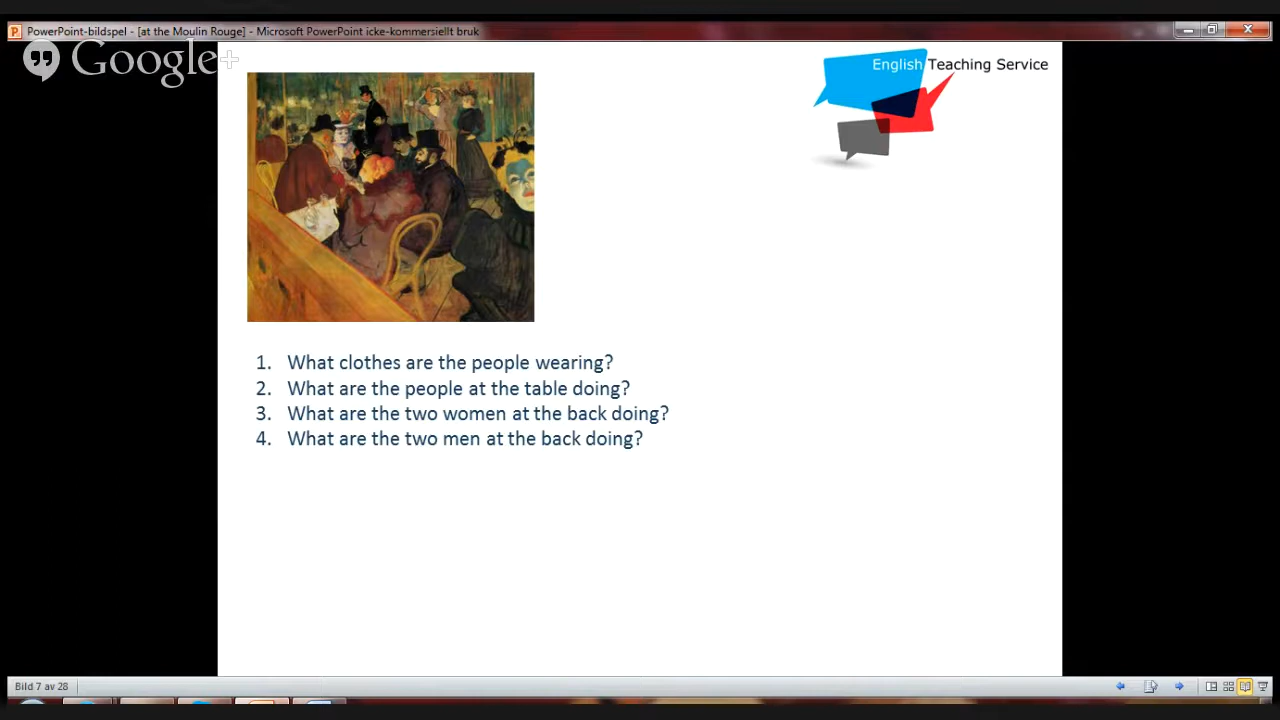 PowerPoint-bildspel - [at the Moulin Rouge] - Microsoft PowerPoint icke-kommersiellt bruk
Google+
English Teaching Service
1. What clothes are the people wearing?
2. What are the people at the table doing?
3. What are the two women at the back doing?
4. What are the two men at the back doing?
Bild 7 av 28